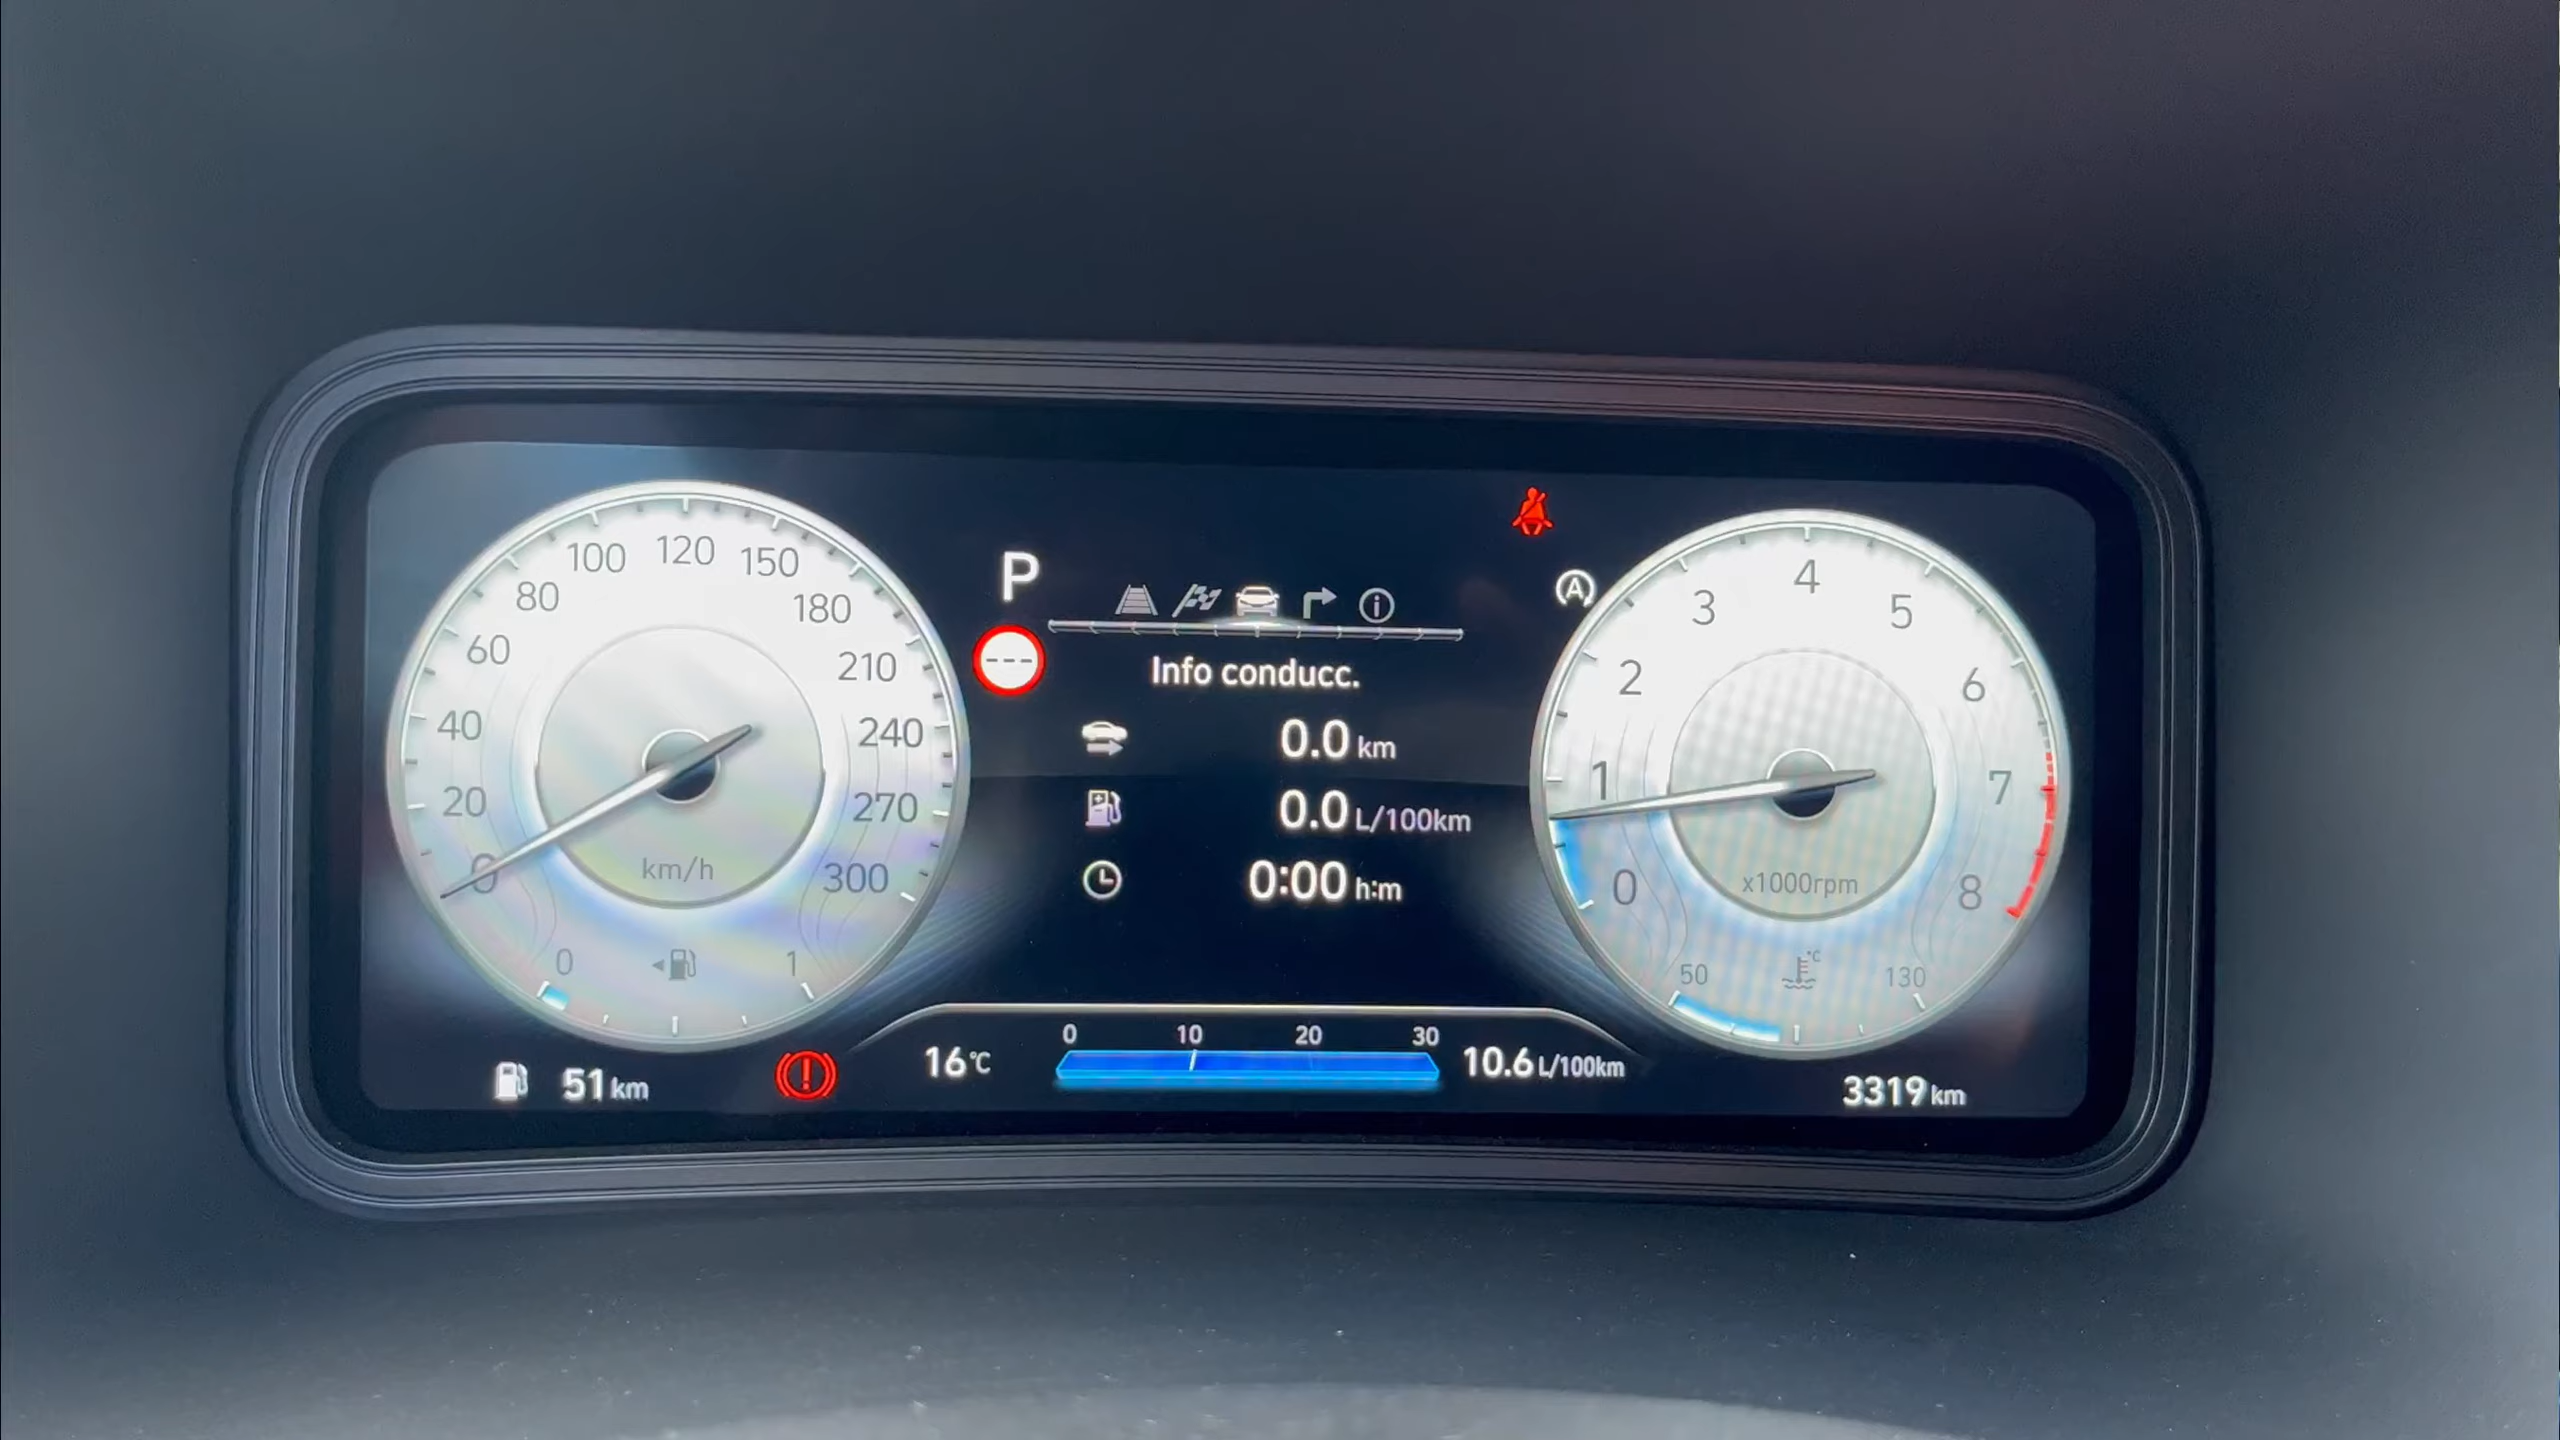 0
20
40
60
80
100
120
150
180
210
240
270
300
km/h
0
1
51 km
P
---
Info conducc.
0.0 km
0.0 L/100km
0:00 h:m
16 °C
0 10 20 30
10.6 L/100km
A
0
1
2
3
4
5
6
7
8
x1000rpm
50
°C
130
3319 km